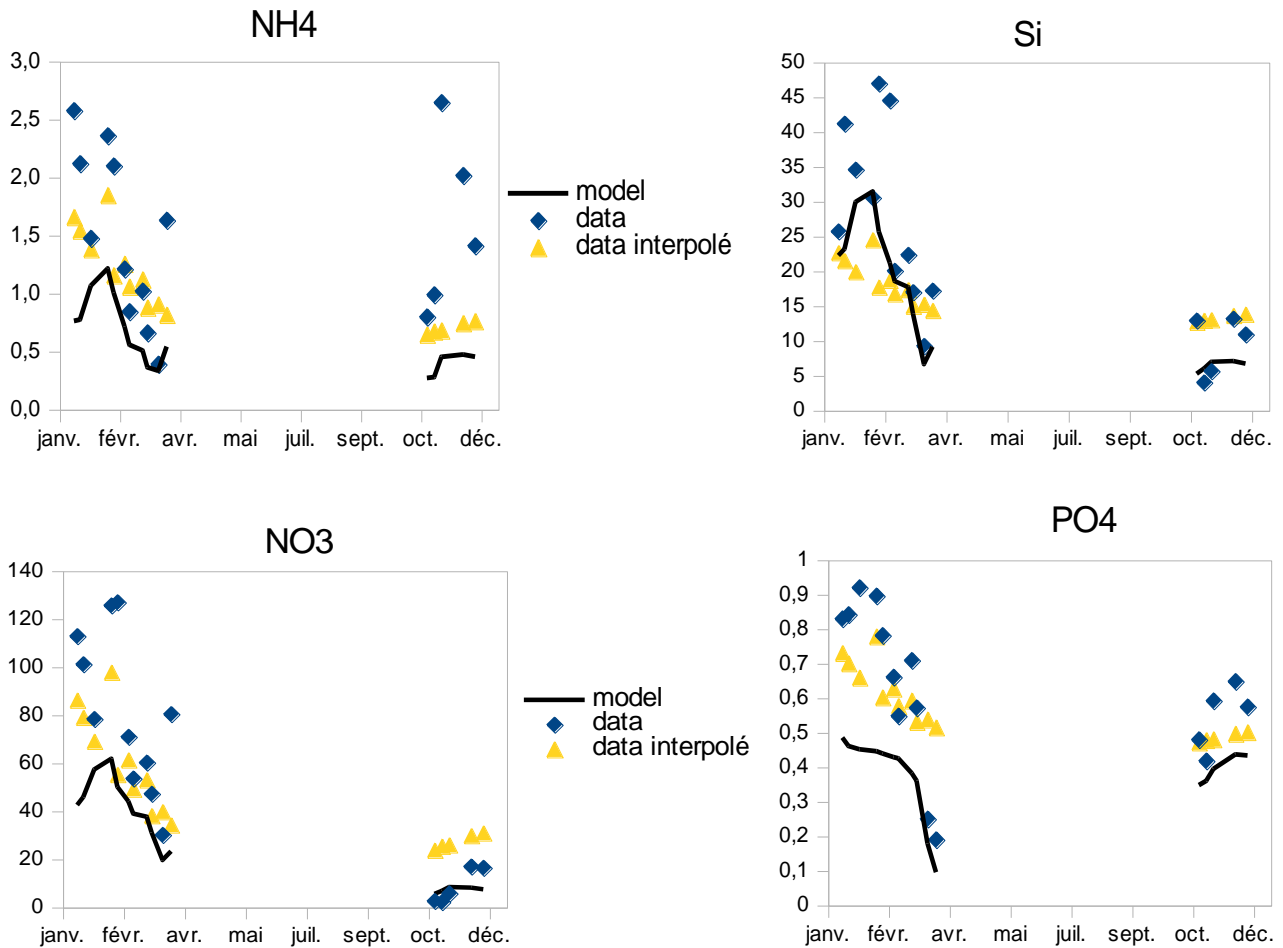 NH4
3,0
2,5
2,0
1,5
1,0
0,5
0,0
janv. févr. avr. mai juil. sept. oct. déc.
model
data
data interpolé
Si
50
45
40
35
30
25
20
15
10
5
0
janv. févr. avr. mai juil. sept. oct. déc.
NO3
140
120
100
80
60
40
20
0
janv. févr. avr. mai juil. sept. oct. déc.
model
data
data interpolé
PO4
1
0,9
0,8
0,7
0,6
0,5
0,4
0,3
0,2
0,1
0
janv. févr. avr. mai juil. sept. oct. déc.